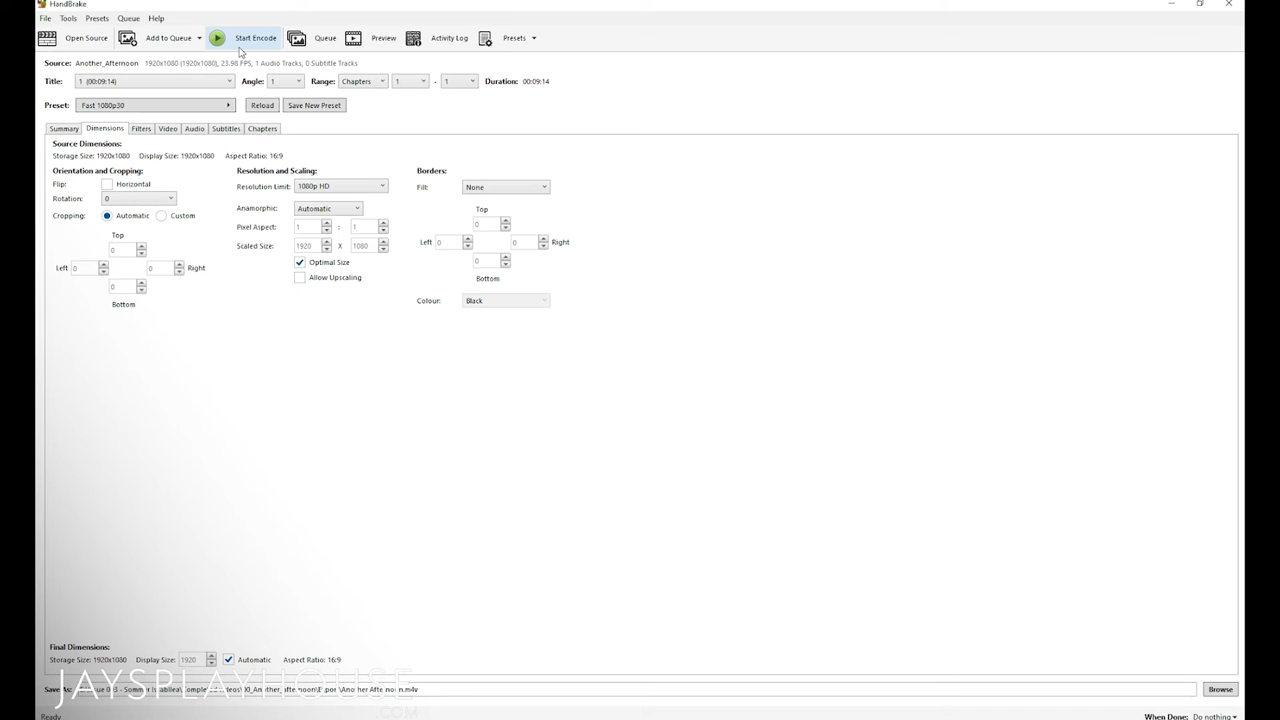 HandBrake
File Tools Presets Queue Help
Open Source Add to Queue Start Encode Queue Preview Activity Log Presets
Source: Another_Afternoon 1920x1080 (1920x1080), 23.98 FPS, 1 Audio Tracks, 0 Subtitle Tracks
Title: 1 (00:09:14) Angle: 1 Range: Chapters 1 - 1 Duration: 00:09:14
Preset: Fast 1080p30 Reload Save New Preset
Summary Dimensions Filters Video Audio Subtitles Chapters
Source Dimensions:
Storage Size: 1920x1080 Display Size: 1920x1080 Aspect Ratio: 16:9
Orientation and Cropping: Resolution and Scaling: Borders:
Flip: Horizontal Resolution Limit: 1080p HD Fill: None
Rotation: 0 Anamorphic: Automatic Top
Cropping: Automatic Custom Pixel Aspect: 1 : 1 0
Top Scaled Size: 1920 X 1080 Left 0 0 Right
0 Optimal Size 0
Left 0 0 Right Allow Upscaling Bottom
0
Bottom Colour: Black
Final Dimensions:
Storage Size: 1920x1080 Display Size: 1920 Automatic Aspect Ratio: 16:9
JAYSPLAYHOUSE
.COM
Save As: Browse
Ready When Done: Do nothing